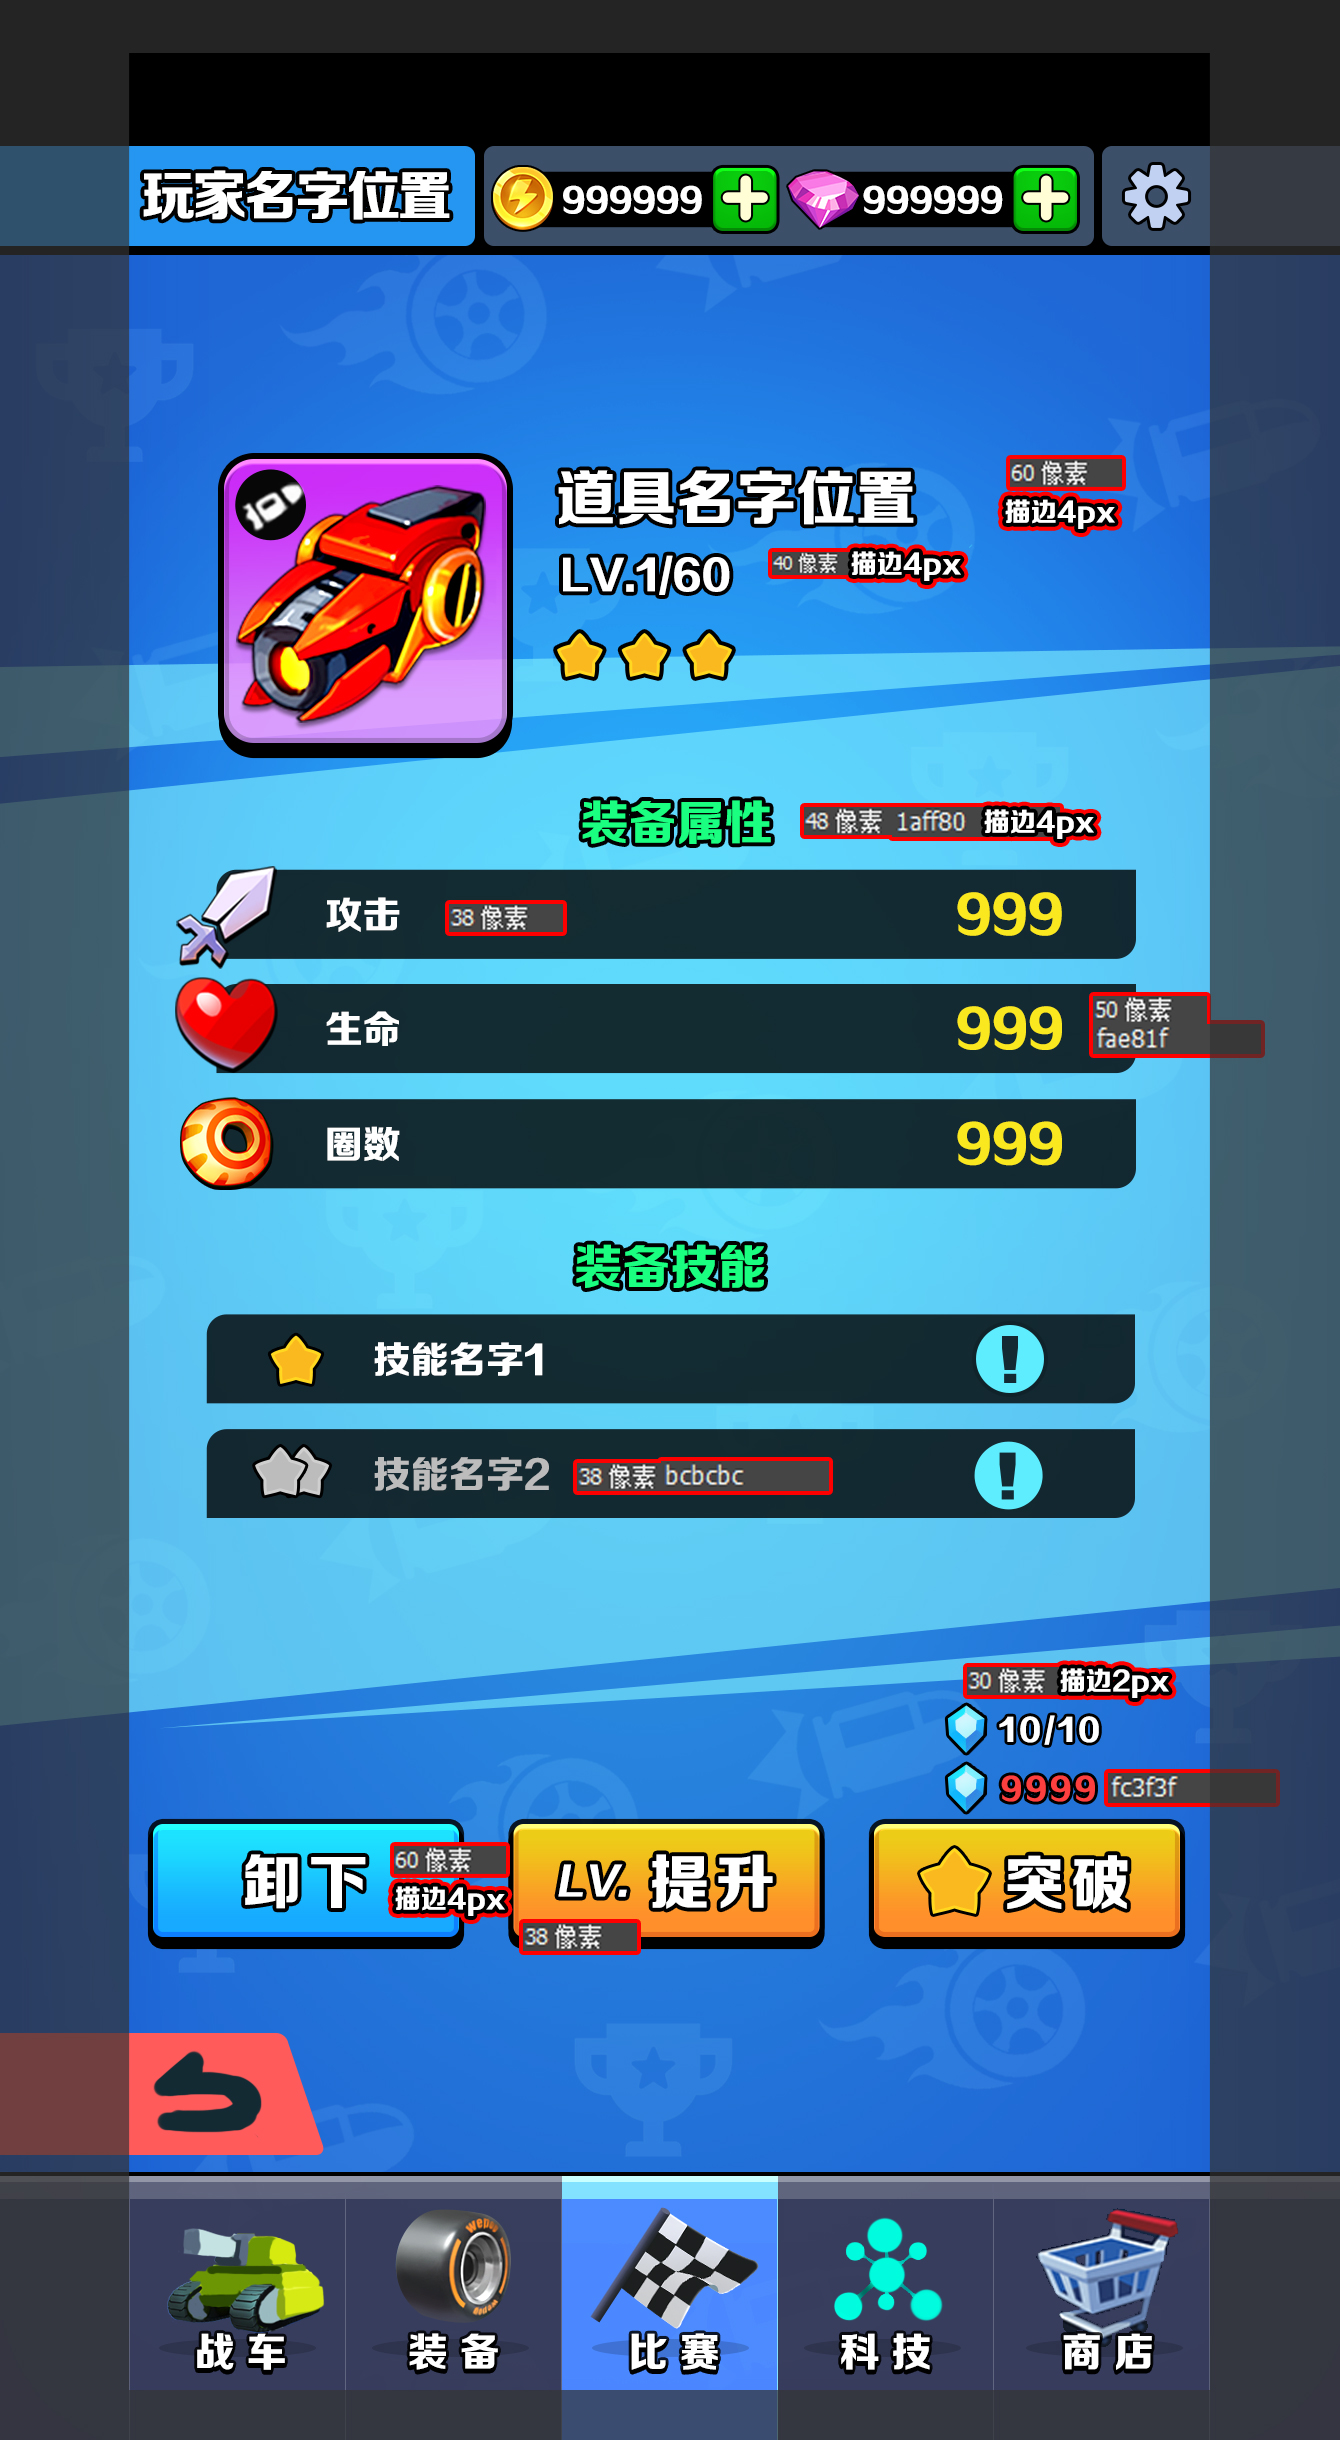 玩家名字位置
999999
999999
道具名字位置
60 像素
描边4px
LV.1/60
40 像素 描边4px
装备属性
48 像素 1aff80 描边4px
攻击
38 像素
999
生命
999
50 像素
fae81f
圈数
999
装备技能
技能名字1
!
技能名字2
38 像素 bcbcbc
!
30 像素 描边2px
10/10
9999
fc3f3f
卸下
60 像素
描边4px
LV. 提升
38 像素
突破
战车
装备
比赛
科技
商店